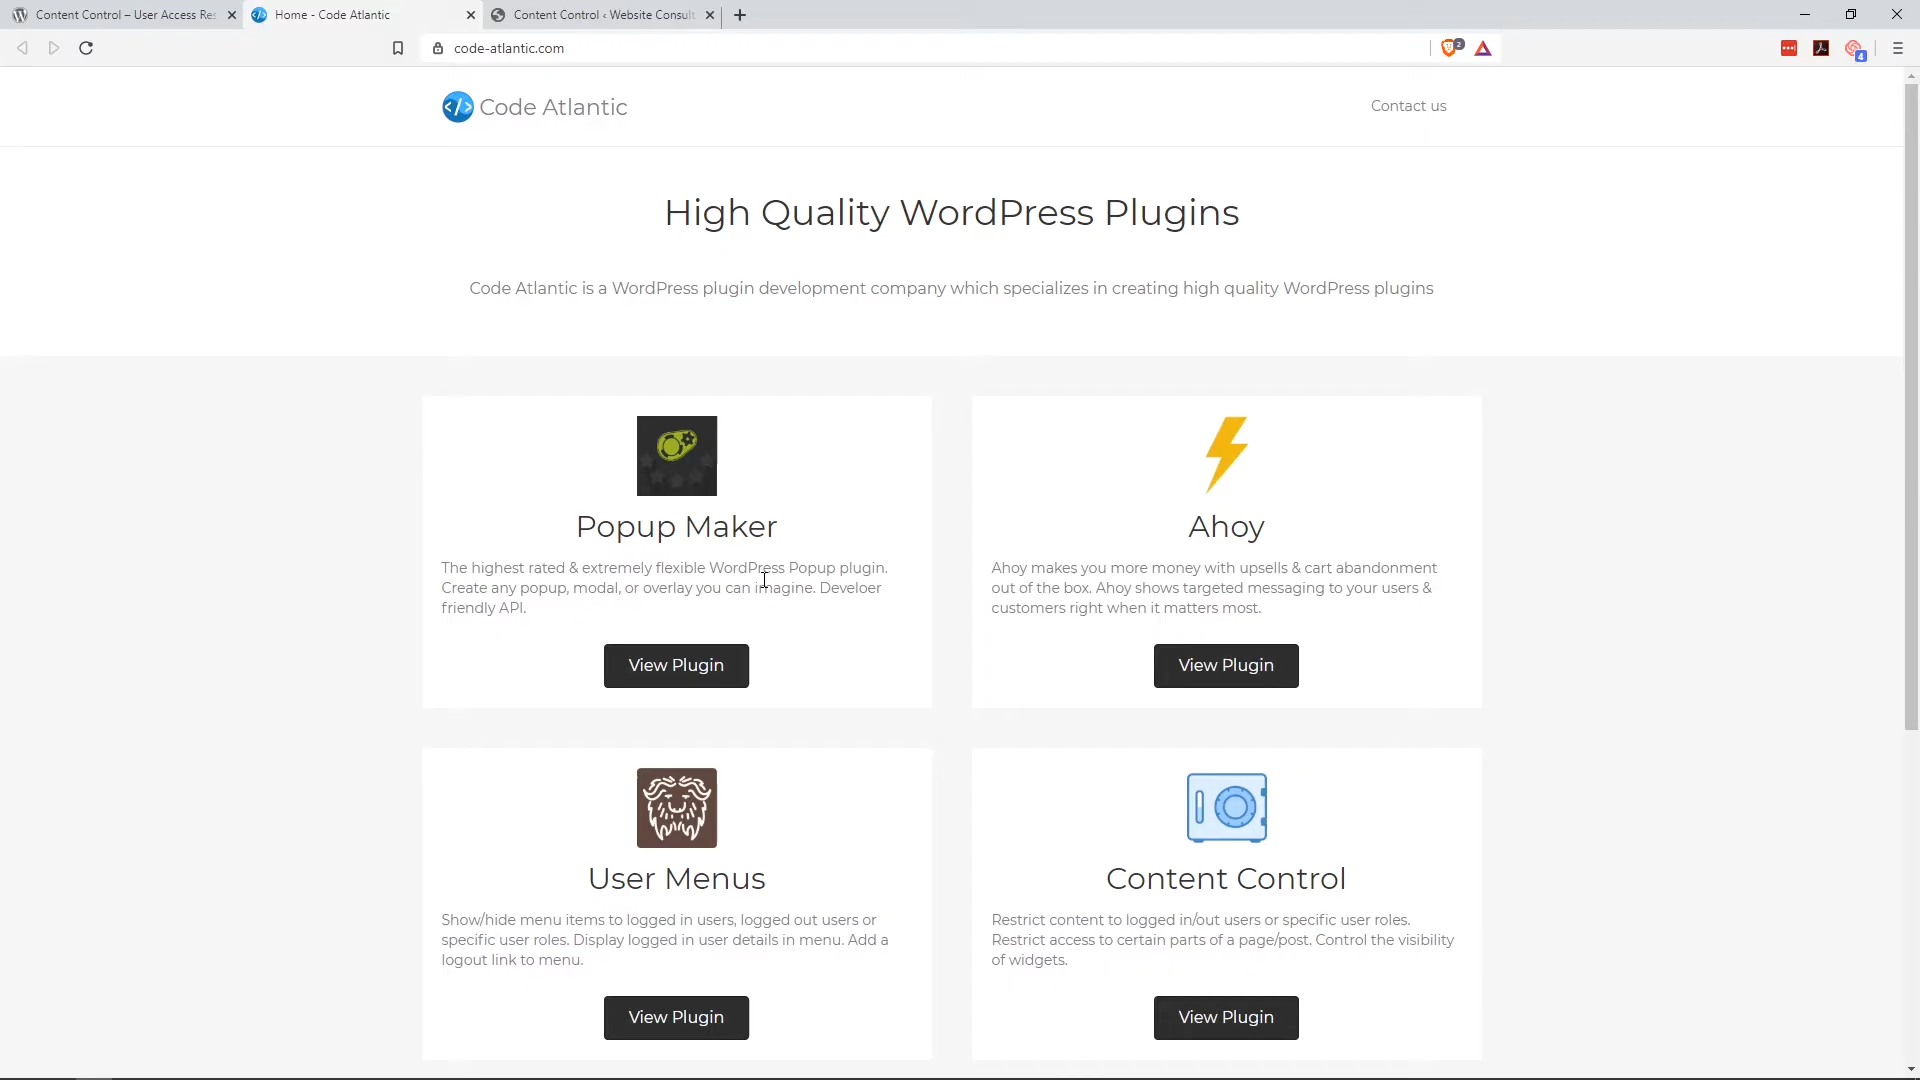 Content Control – User Access Res
Home - Code Atlantic
Content Control ‹ Website Consult
code-atlantic.com
2
4
Code Atlantic
Contact us
High Quality WordPress Plugins
Code Atlantic is a WordPress plugin development company which specializes in creating high quality WordPress plugins
Popup Maker
The highest rated & extremely flexible WordPress Popup plugin.
Create any popup, modal, or overlay you can imagine. Develoer
friendly API.
View Plugin
Ahoy
Ahoy makes you more money with upsells & cart abandonment
out of the box. Ahoy shows targeted messaging to your users &
customers right when it matters most.
View Plugin
User Menus
Show/hide menu items to logged in users, logged out users or
specific user roles. Display logged in user details in menu. Add a
logout link to menu.
View Plugin
Content Control
Restrict content to logged in/out users or specific user roles.
Restrict access to certain parts of a page/post. Control the visibility
of widgets.
View Plugin